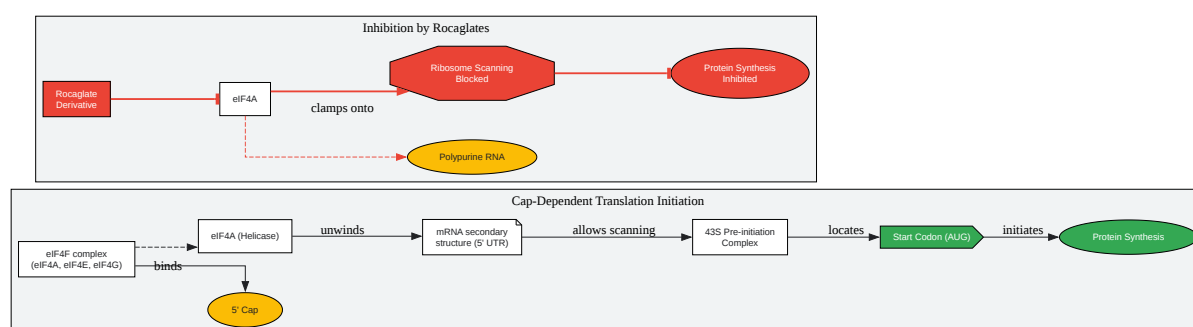 Inhibition by Rocaglates
Rocaglate
Derivative
eIF4A
clamps onto
Ribosome Scanning
Blocked
Protein Synthesis
Inhibited
Polypurine RNA
Cap-Dependent Translation Initiation
eIF4F complex
(eIF4A, eIF4E, eIF4G)
binds
5' Cap
eIF4A (Helicase)
unwinds
mRNA secondary
structure (5' UTR)
allows scanning
43S Pre-initiation
Complex
locates
Start Codon (AUG)
initiates
Protein Synthesis